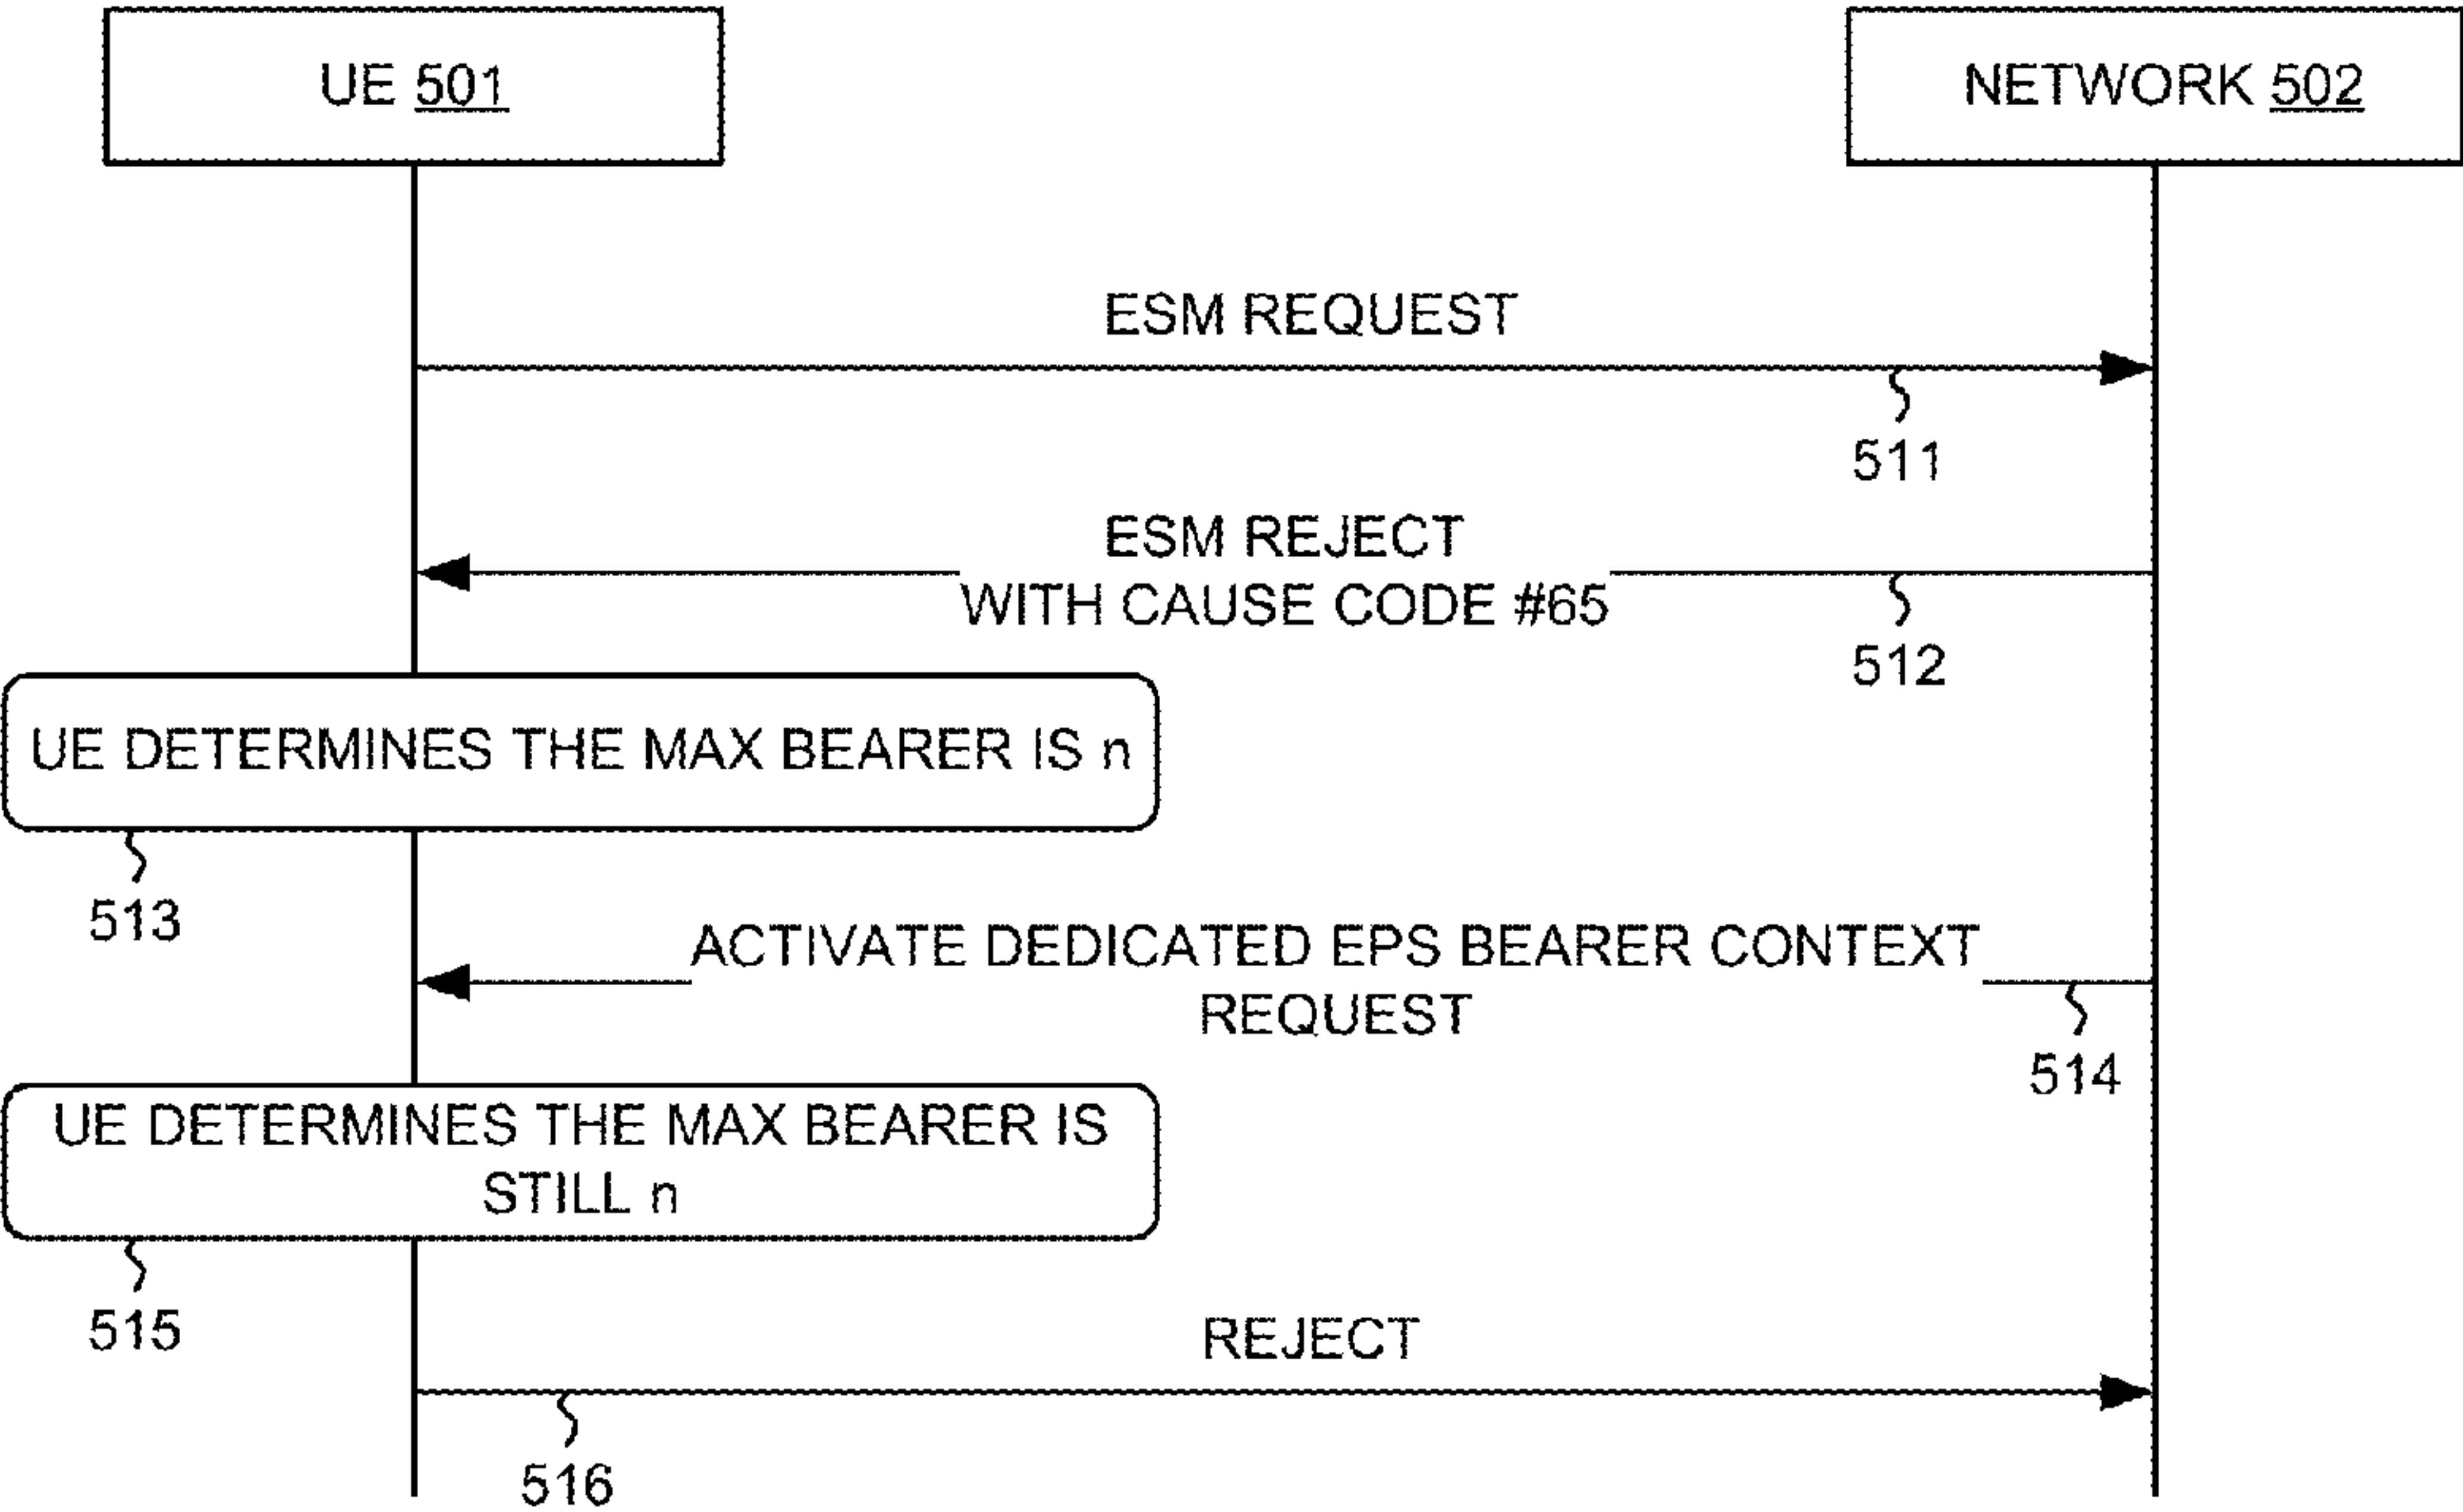 UE 501
NETWORK 502
ESM REQUEST
511
ESM REJECT
WITH CAUSE CODE #65
512
UE DETERMINES THE MAX BEARER IS n
513
ACTIVATE DEDICATED EPS BEARER CONTEXT
REQUEST
514
UE DETERMINES THE MAX BEARER IS
STILL n
515
REJECT
516